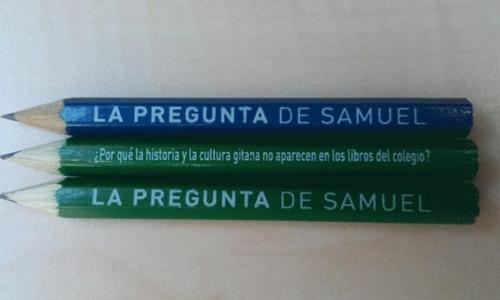 LA PREGUNTA DE SAMUEL
¿Por qué la historia y la cultura gitana no aparecen en los libros del colegio?
LA PREGUNTA DE SAMUEL